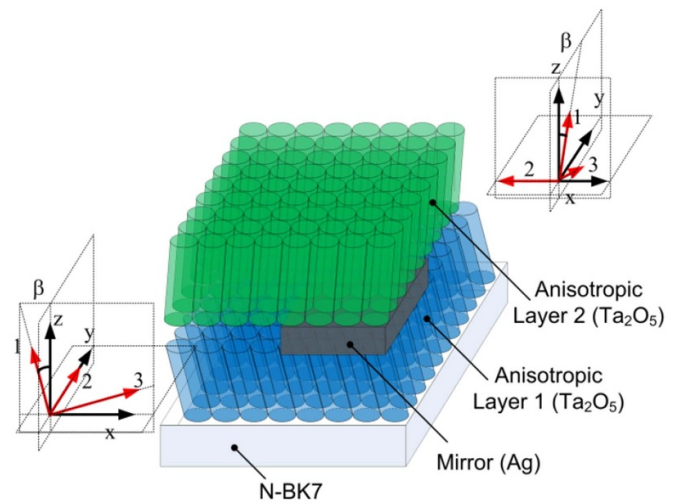 β
z
y
1
2
3
x
Anisotropic
Layer 2 (Ta₂O₅)
β
z
1
y
2
3
x
Anisotropic
Layer 1 (Ta₂O₅)
Mirror (Ag)
N-BK7